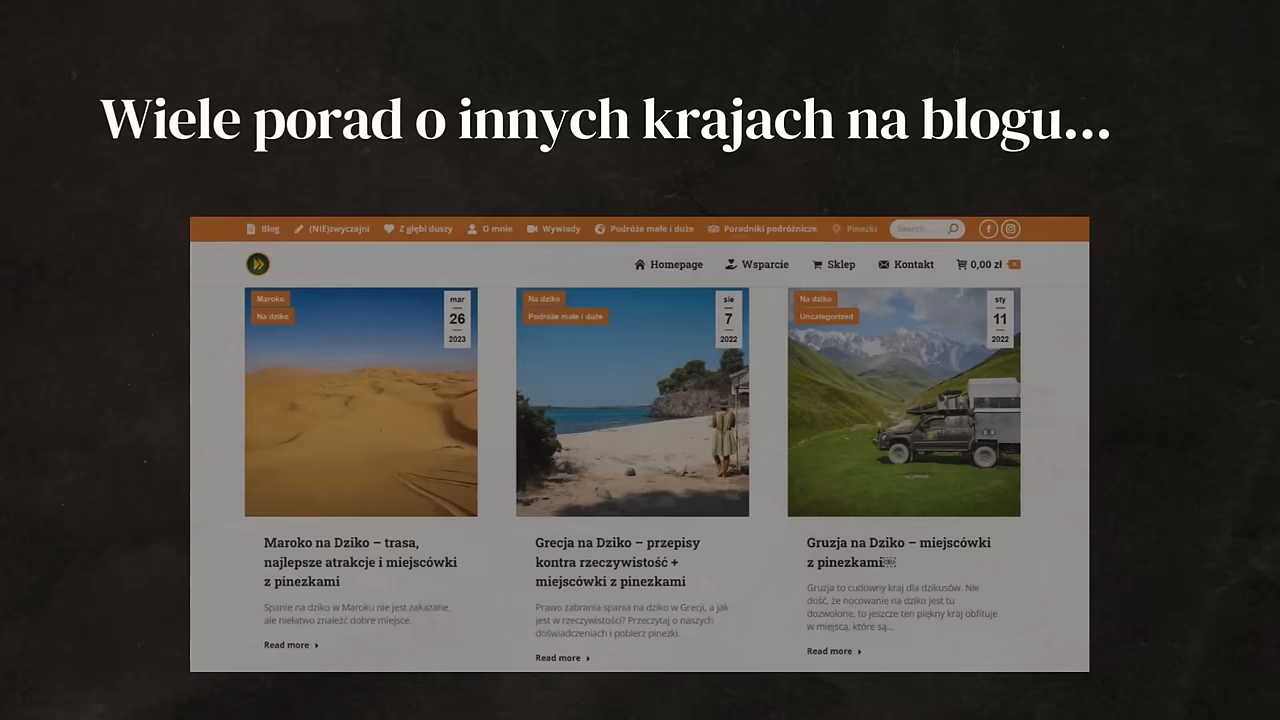 Wiele porad o innych krajach na blogu...
Blog (NIE)zwyczajni Z głębi duszy O mnie Wywiady Podróże małe i duże Poradniki podróżnicze Pinezki Search...
Homepage Wsparcie Sklep Kontakt 0,00 zł
Maroko
Na dziko
mar
26
2023
Maroko na Dziko – trasa,
najlepsze atrakcje i miejscówki
z pinezkami
Spanie na dziko w Maroku nie jest zakazane,
ale niełatwo znaleźć dobre miejsce.
Read more
Na dziko
Podróże małe i duże
sie
7
2022
Grecja na Dziko – przepisy
kontra rzeczywistość +
miejscówki z pinezkami
Prawo zabrania spania na dziko w Grecji, a jak
jest w rzeczywistości? Przeczytaj o naszych
doświadczeniach i pobierz pinezki.
Read more
Na dziko
Uncategorized
sty
11
2022
Gruzja na Dziko – miejscówki
z pinezkami
Gruzja to cudowny kraj dla dzikusów. Nie
dość, że nocowanie na dziko jest tu
dozwolone, to jeszcze ten piękny kraj obfituje
w miejsca, które są...
Read more